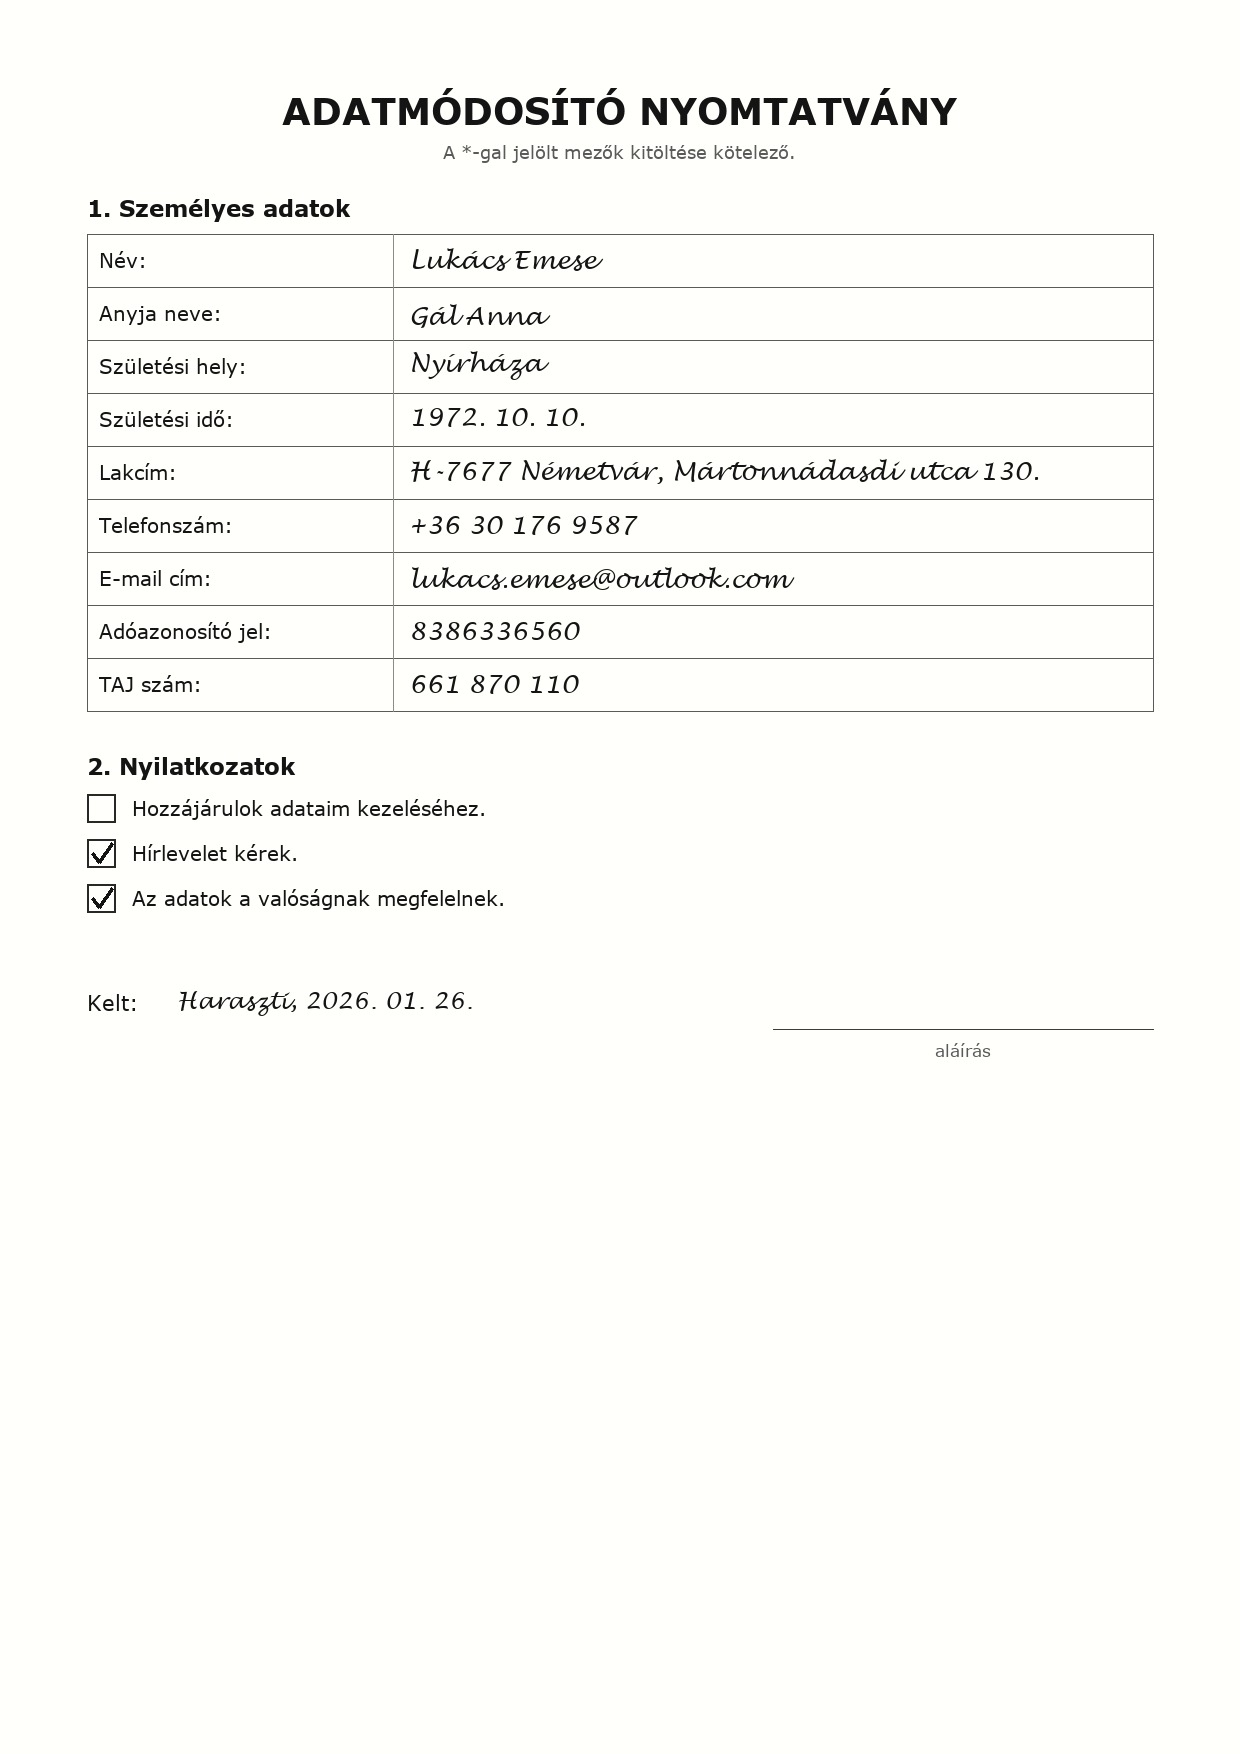 ADATMÓDOSÍTÓ NYOMTATVÁNY
A *-gal jelölt mezők kitöltése kötelező.
1. Személyes adatok
Név: Lukács Emese
Anyja neve: Gál Anna
Születési hely: Nyírháza
Születési idő: 1972. 10. 10.
Lakcím: H-7677 Németvár, Mártonnádasdi utca 130.
Telefonszám: +36 30 176 9587
E-mail cím: lukacs.emese@outlook.com
Adóazonosító jel: 8386336560
TAJ szám: 661 870 110
2. Nyilatkozatok
Hozzájárulok adataim kezeléséhez.
Hírlevelet kérek.
Az adatok a valóságnak megfelelnek.
Kelt: Haraszti, 2026. 01. 26.
aláírás